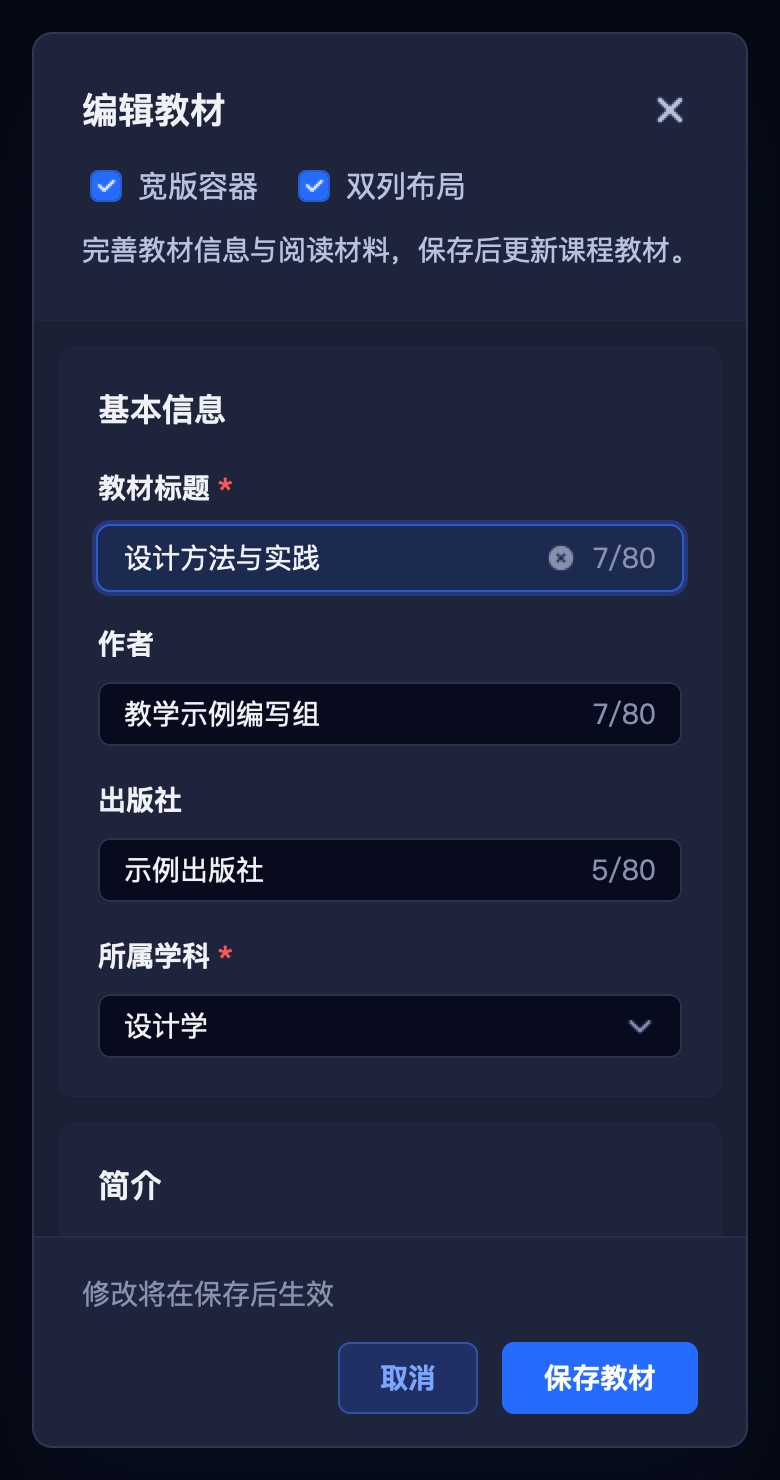 编辑教材
宽版容器 双列布局
完善教材信息与阅读材料，保存后更新课程教材。
基本信息
教材标题 *
设计方法与实践 7/80
作者
教学示例编写组 7/80
出版社
示例出版社 5/80
所属学科 *
设计学
简介
修改将在保存后生效
取消 保存教材